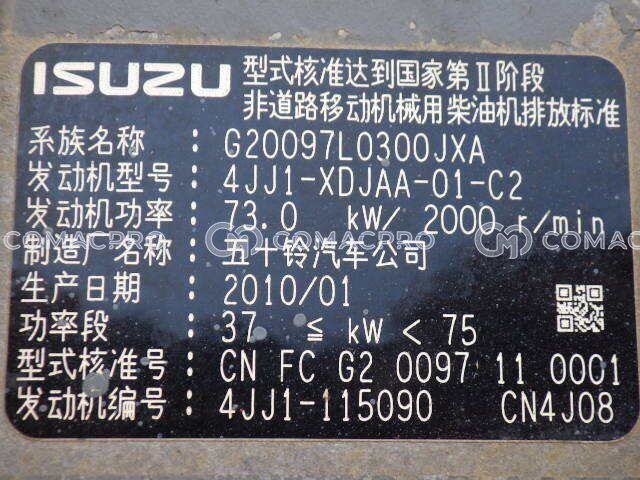 ISUZU 型式核准达到国家第Ⅱ阶段
非道路移动机械用柴油机排放标准
系族名称 : G20097L0300JXA
发动机型号: 4JJ1-XDJAA-01-C2
发动机功率: 73.0 kW/ 2000 r/min
COMACPRO COMACPRO COMACPRO
制造厂名称: 五十铃汽车公司
生产日期 : 2010/01
功率段 : 37 ≦ kW < 75
型式核准号: CN FC G2 0097 11 0001
发动机编号: 4JJ1-115090 CN4J08